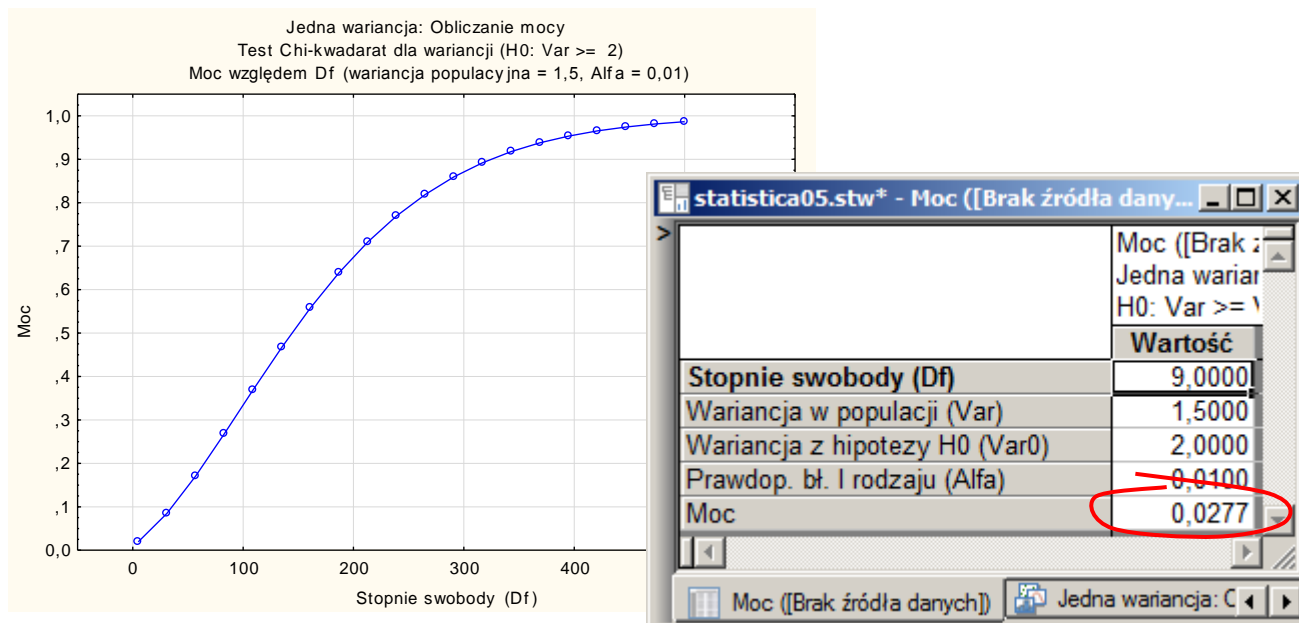 Jedna wariancja: Obliczanie mocy
Test Chi-kwadarat dla wariancji (H0: Var >= 2)
Moc względem Df (wariancja populacyjna = 1,5, Alfa = 0,01)
1,0
,9
,8
,7
,6
,5
,4
,3
,2
,1
0,0
Moc
0 100 200 300 400
Stopnie swobody (Df)
statistica05.stw* - Moc ([Brak źródła dany...
Moc ([Brak
Jedna warian
H0: Var >=
Wartość
Stopnie swobody (Df) 9,0000
Wariancja w populacji (Var) 1,5000
Wariancja z hipotezy H0 (Var0) 2,0000
Prawdop. bł. I rodzaju (Alfa) 0,0100
Moc 0,0277
Moc ([Brak źródła danych]) Jedna wariancja: O